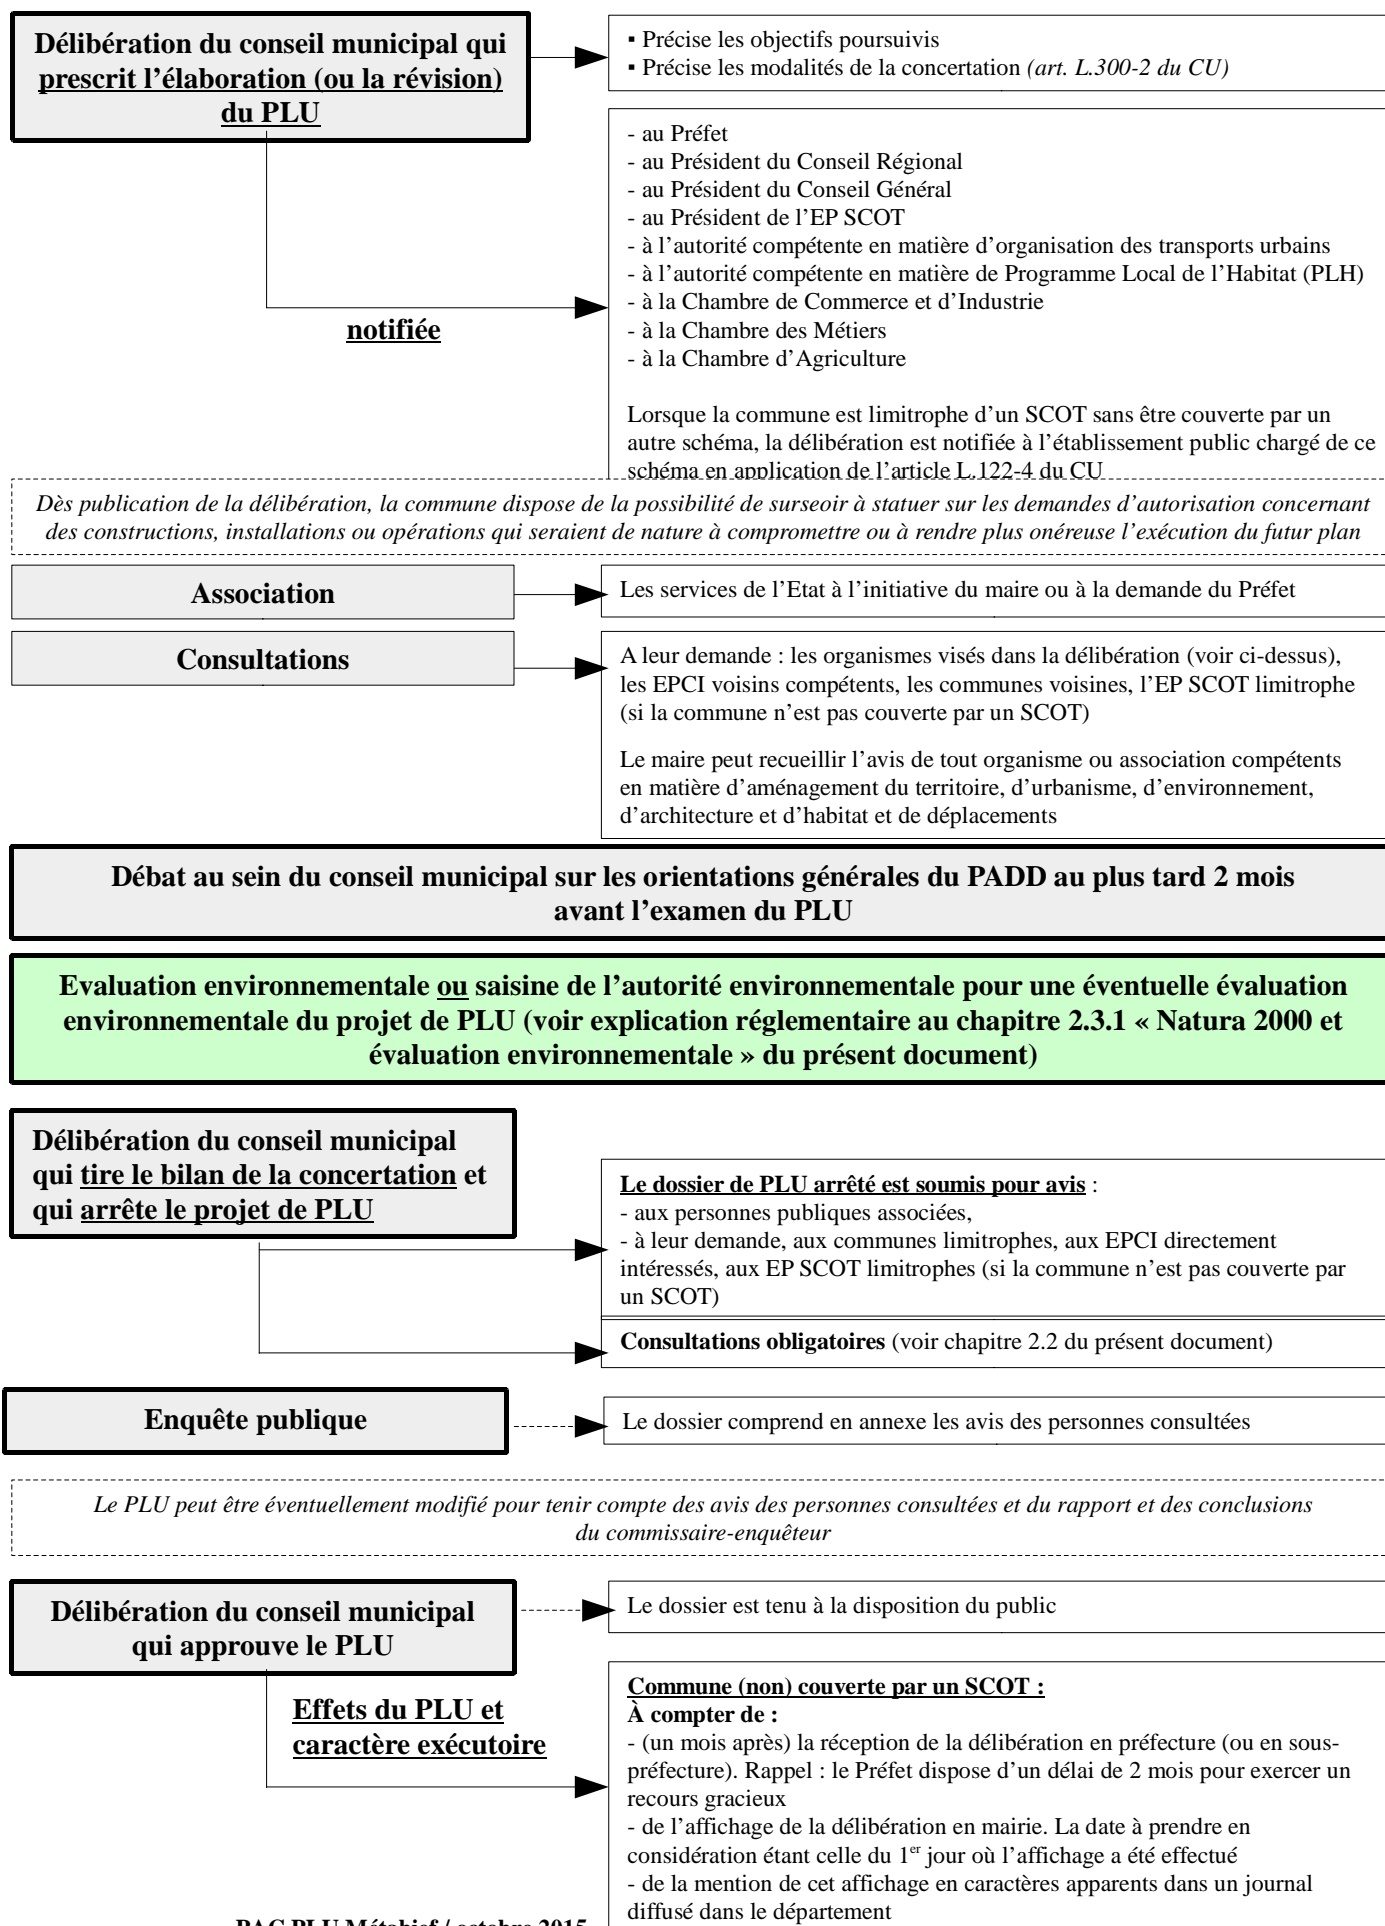 Délibération du conseil municipal qui
prescrit l’élaboration (ou la révision)
du PLU
▪ Précise les objectifs poursuivis
▪ Précise les modalités de la concertation (art. L.300-2 du CU)
notifiée
- au Préfet
- au Président du Conseil Régional
- au Président du Conseil Général
- au Président de l’EP SCOT
- à l’autorité compétente en matière d’organisation des transports urbains
- à l’autorité compétente en matière de Programme Local de l’Habitat (PLH)
- à la Chambre de Commerce et d’Industrie
- à la Chambre des Métiers
- à la Chambre d’Agriculture
Lorsque la commune est limitrophe d’un SCOT sans être couverte par un
autre schéma, la délibération est notifiée à l’établissement public chargé de ce
schéma en application de l’article L.122-4 du CU
Dès publication de la délibération, la commune dispose de la possibilité de surseoir à statuer sur les demandes d’autorisation concernant
des constructions, installations ou opérations qui seraient de nature à compromettre ou à rendre plus onéreuse l’exécution du futur plan
Association
Les services de l’Etat à l’initiative du maire ou à la demande du Préfet
Consultations
A leur demande : les organismes visés dans la délibération (voir ci-dessus),
les EPCI voisins compétents, les communes voisines, l’EP SCOT limitrophe
(si la commune n’est pas couverte par un SCOT)
Le maire peut recueillir l’avis de tout organisme ou association compétents
en matière d’aménagement du territoire, d’urbanisme, d’environnement,
d’architecture et d’habitat et de déplacements
Débat au sein du conseil municipal sur les orientations générales du PADD au plus tard 2 mois
avant l’examen du PLU
Evaluation environnementale ou saisine de l’autorité environnementale pour une éventuelle évaluation
environnementale du projet de PLU (voir explication réglementaire au chapitre 2.3.1 « Natura 2000 et
évaluation environnementale » du présent document)
Délibération du conseil municipal
qui tire le bilan de la concertation et
qui arrête le projet de PLU
Le dossier de PLU arrêté est soumis pour avis :
- aux personnes publiques associées,
- à leur demande, aux communes limitrophes, aux EPCI directement
intéressés, aux EP SCOT limitrophes (si la commune n’est pas couverte par
un SCOT)
Consultations obligatoires (voir chapitre 2.2 du présent document)
Enquête publique
Le dossier comprend en annexe les avis des personnes consultées
Le PLU peut être éventuellement modifié pour tenir compte des avis des personnes consultées et du rapport et des conclusions
du commissaire-enquêteur
Délibération du conseil municipal
qui approuve le PLU
Le dossier est tenu à la disposition du public
Effets du PLU et
caractère exécutoire
Commune (non) couverte par un SCOT :
À compter de :
- (un mois après) la réception de la délibération en préfecture (ou en sous-
préfecture). Rappel : le Préfet dispose d’un délai de 2 mois pour exercer un
recours gracieux
- de l’affichage de la délibération en mairie. La date à prendre en
considération étant celle du 1er jour où l’affichage a été effectué
- de la mention de cet affichage en caractères apparents dans un journal
diffusé dans le département
PAC PLU Métabief / octobre 2015